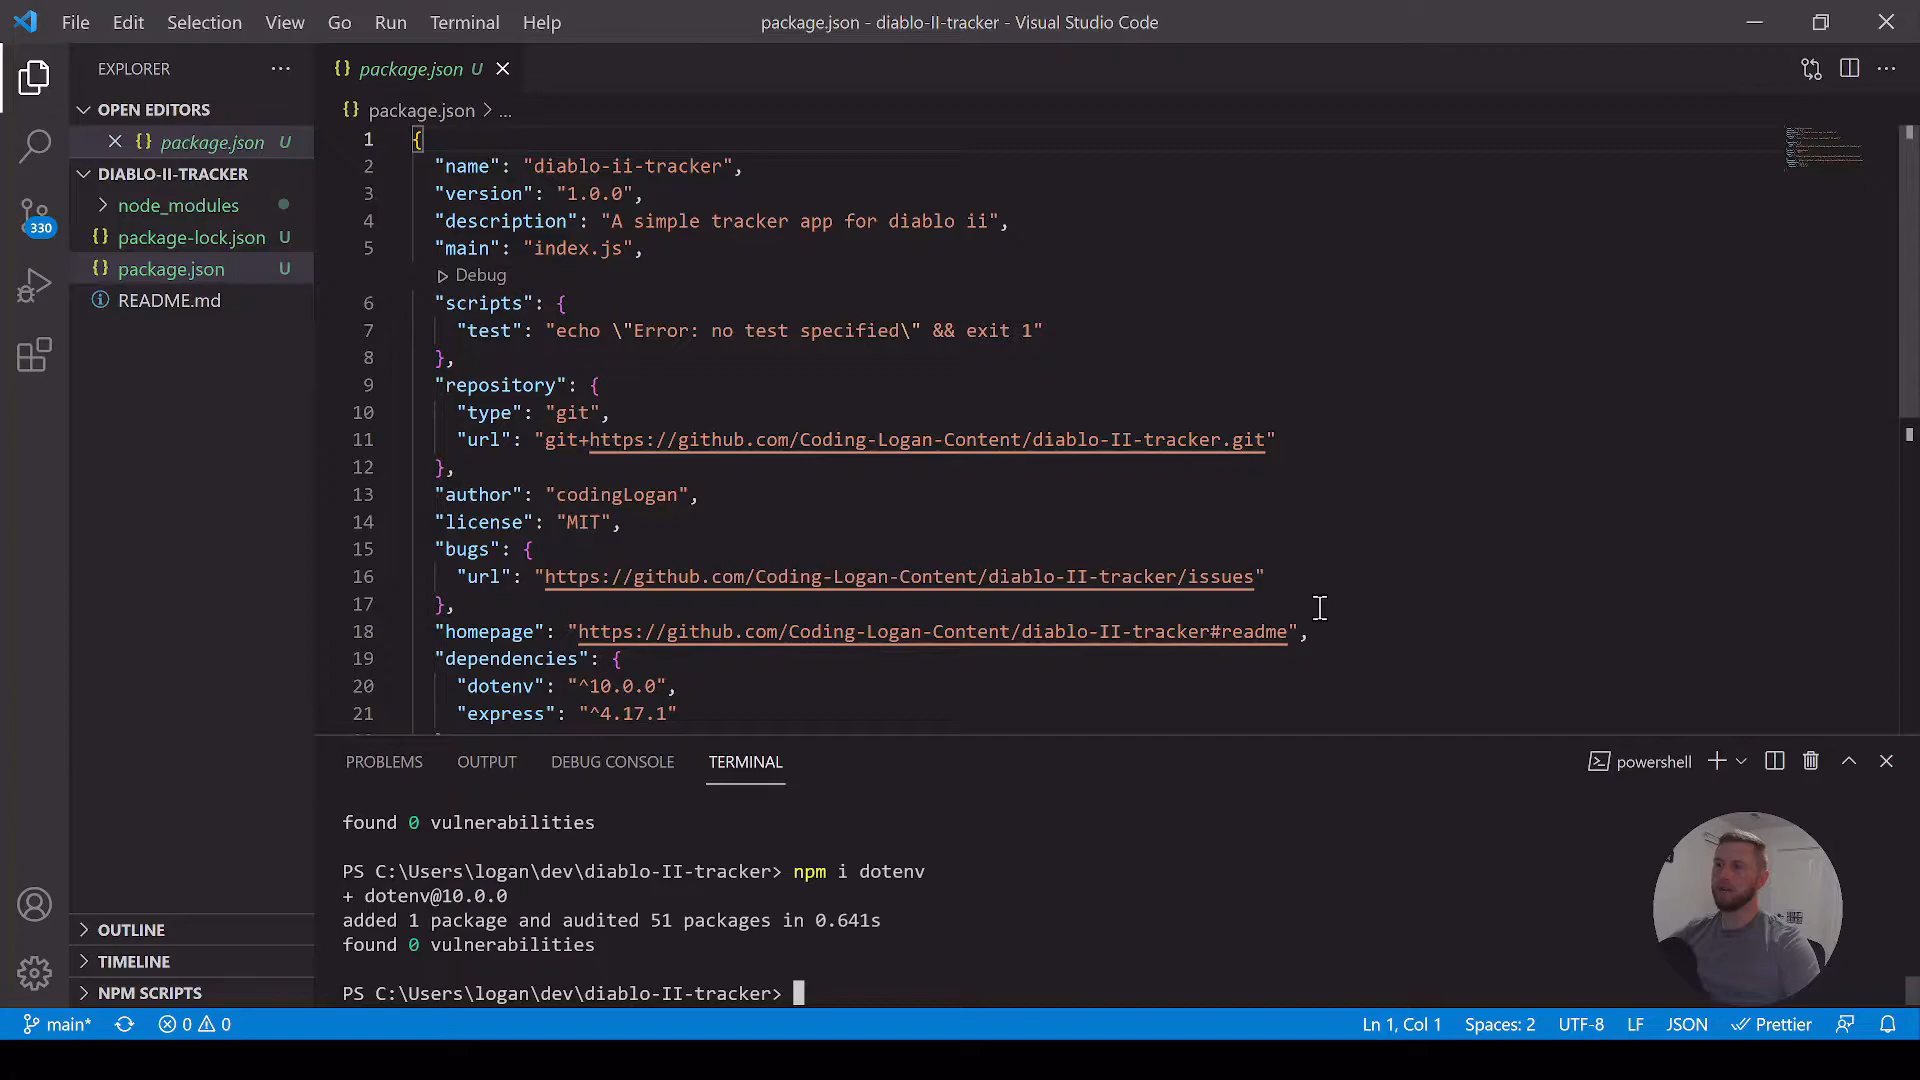 File Edit Selection View Go Run Terminal Help
package.json - diablo-II-tracker - Visual Studio Code
EXPLORER
OPEN EDITORS
package.json U
DIABLO-II-TRACKER
node_modules
package-lock.json U
package.json U
README.md
330
OUTLINE
TIMELINE
NPM SCRIPTS
package.json U
package.json > ...
1 {
2 "name": "diablo-ii-tracker",
3 "version": "1.0.0",
4 "description": "A simple tracker app for diablo ii",
5 "main": "index.js",
Debug
6 "scripts": {
7 "test": "echo \"Error: no test specified\" && exit 1"
8 },
9 "repository": {
10 "type": "git",
11 "url": "git+https://github.com/Coding-Logan-Content/diablo-II-tracker.git"
12 },
13 "author": "codingLogan",
14 "license": "MIT",
15 "bugs": {
16 "url": "https://github.com/Coding-Logan-Content/diablo-II-tracker/issues"
17 },
18 "homepage": "https://github.com/Coding-Logan-Content/diablo-II-tracker#readme",
19 "dependencies": {
20 "dotenv": "^10.0.0",
21 "express": "^4.17.1"
PROBLEMS OUTPUT DEBUG CONSOLE TERMINAL
powershell
found 0 vulnerabilities
PS C:\Users\logan\dev\diablo-II-tracker> npm i dotenv
+ dotenv@10.0.0
added 1 package and audited 51 packages in 0.641s
found 0 vulnerabilities
PS C:\Users\logan\dev\diablo-II-tracker>
main* 0 0
Ln 1, Col 1 Spaces: 2 UTF-8 LF JSON Prettier